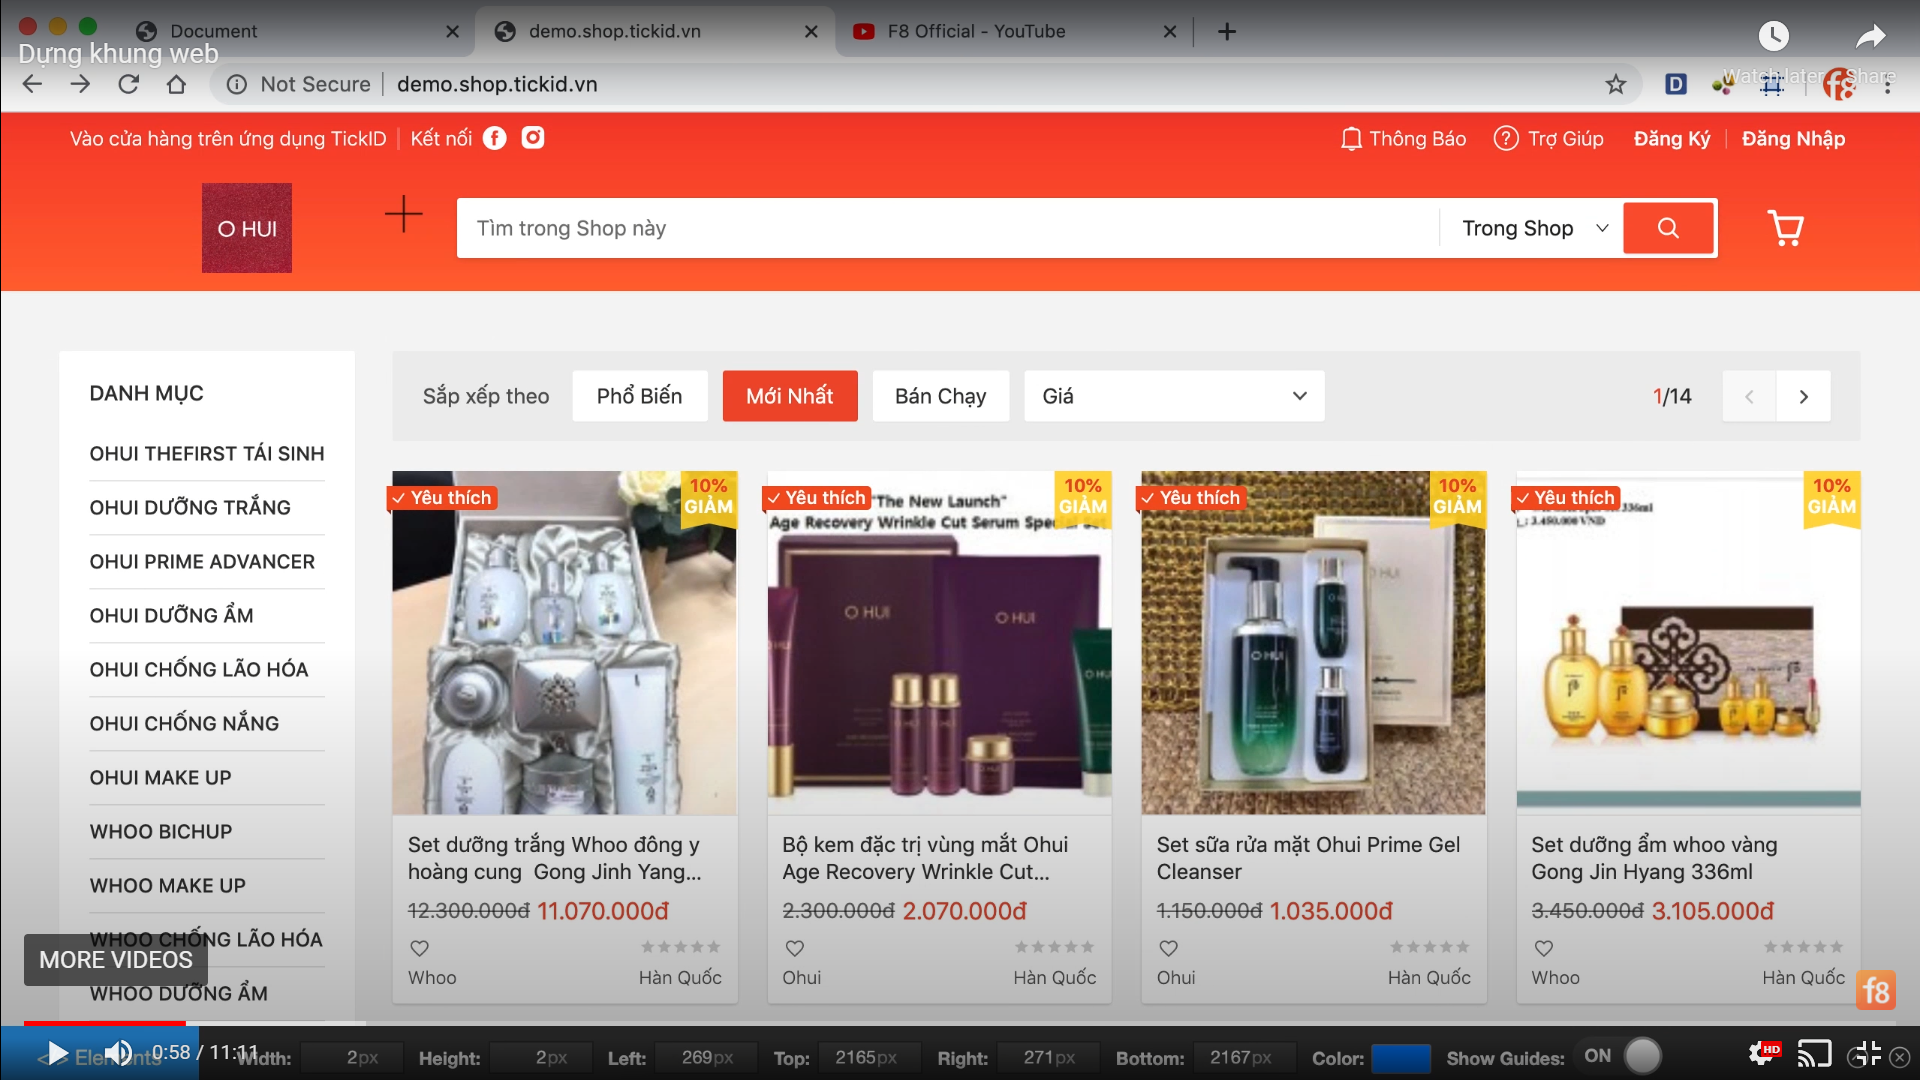 Document
demo.shop.tickid.vn
F8 Official - YouTube
Dựng khung web
Not Secure
demo.shop.tickid.vn
Watch later
Share
Vào cửa hàng trên ứng dụng TickID
Kết nối
Thông Báo
Trợ Giúp
Đăng Ký
Đăng Nhập
O HUI
Tìm trong Shop này
Trong Shop
DANH MỤC
OHUI THEFIRST TÁI SINH
OHUI DƯỠNG TRẮNG
OHUI PRIME ADVANCER
OHUI DƯỠNG ẨM
OHUI CHỐNG LÃO HÓA
OHUI CHỐNG NẮNG
OHUI MAKE UP
WHOO BICHUP
WHOO MAKE UP
WHOO CHỐNG LÃO HÓA
WHOO DƯỠNG ẨM
MORE VIDEOS
Sắp xếp theo
Phổ Biến
Mới Nhất
Bán Chạy
Giá
1/14
Yêu thích
10%
GIẢM
Set dưỡng trắng Whoo đông y
hoàng cung Gong Jinh Yang...
12.300.000đ 11.070.000đ
Whoo
Hàn Quốc
Yêu thích
10%
GIẢM
"The New Launch"
Age Recovery Wrinkle Cut Serum Special Set
O HUI
O HUI
Bộ kem đặc trị vùng mắt Ohui
Age Recovery Wrinkle Cut...
2.300.000đ 2.070.000đ
Ohui
Hàn Quốc
Yêu thích
10%
GIẢM
O HUI
Set sữa rửa mặt Ohui Prime Gel
Cleanser
1.150.000đ 1.035.000đ
Ohui
Hàn Quốc
Yêu thích
10%
GIẢM
336ml
: 3.450.000 VND
Set dưỡng ẩm whoo vàng
Gong Jin Hyang 336ml
3.450.000đ 3.105.000đ
Whoo
Hàn Quốc
f8
Elements
0:58 / 11:11
Width: 2px
Height: 2px
Left: 269px
Top: 2165px
Right: 271px
Bottom: 2167px
Color:
Show Guides: ON
HD